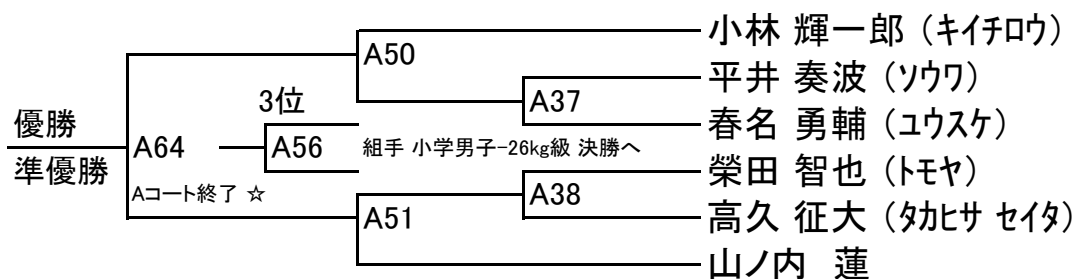 小林 輝一郎 (キイチロウ)
A50
平井 奏波 (ソウワ)
3位
A37
優勝
春名 勇輔 (ユウスケ)
A64
A56
組手 小学男子-26kg級 決勝へ
準優勝
榮田 智也 (トモヤ)
Aコート終了 ☆
A38
A51
高久 征大 (タカヒサ セイタ)
山ノ内 蓮